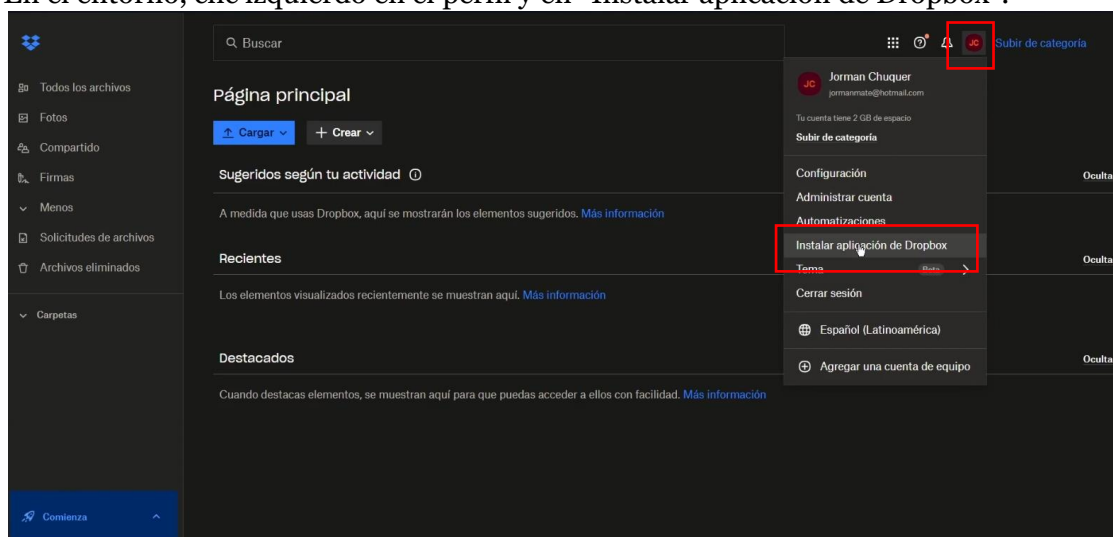 En el entorno, clic izquierdo en el perfil y en "Instalar aplicación de Dropbox".
Buscar
JC
Subir de categoría
Todos los archivos
Fotos
Compartido
Firmas
Menos
Solicitudes de archivos
Archivos eliminados
Carpetas
Comienza
Página principal
Cargar
Crear
Sugeridos según tu actividad
Oculta
A medida que usas Dropbox, aquí se mostrarán los elementos sugeridos. Más información
Recientes
Oculta
Los elementos visualizados recientemente se muestran aquí. Más información
Destacados
Oculta
Cuando destacas elementos, se muestran aquí para que puedas acceder a ellos con facilidad. Más información
JC
Jorman Chuquer
jormanmate@hotmail.com
Tu cuenta tiene 2 GB de espacio
Subir de categoría
Configuración
Administrar cuenta
Automatizaciones
Instalar aplicación de Dropbox
Tema
Beta
Cerrar sesión
Español (Latinoamérica)
Agregar una cuenta de equipo